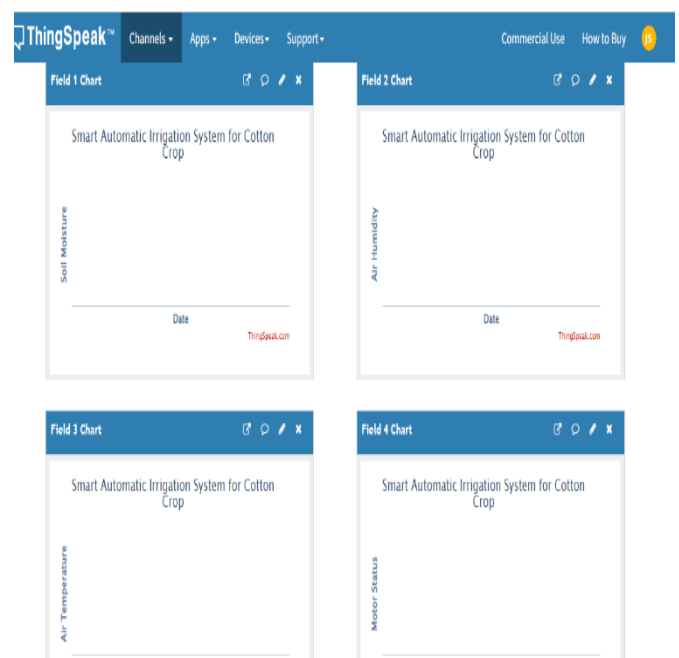 ThingSpeak™ Channels Apps Devices Support Commercial Use How to Buy JS
Field 1 Chart
Smart Automatic Irrigation System for Cotton
Crop
Soil Moisture
Date
ThingSpeak.com
Field 2 Chart
Smart Automatic Irrigation System for Cotton
Crop
Air Humidity
Date
ThingSpeak.com
Field 3 Chart
Smart Automatic Irrigation System for Cotton
Crop
Air Temperature
Field 4 Chart
Smart Automatic Irrigation System for Cotton
Crop
Motor Status